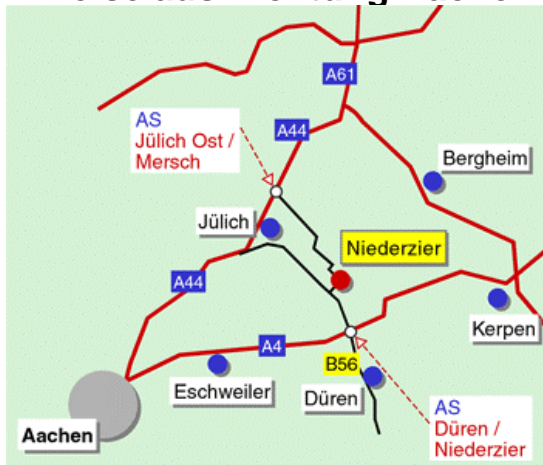 A61
AS
Jülich Ost /
Mersch
A44
Bergheim
Jülich
Niederzier
A44
Kerpen
A4
B56
Eschweiler
Düren
AS
Düren /
Niederzier
Aachen